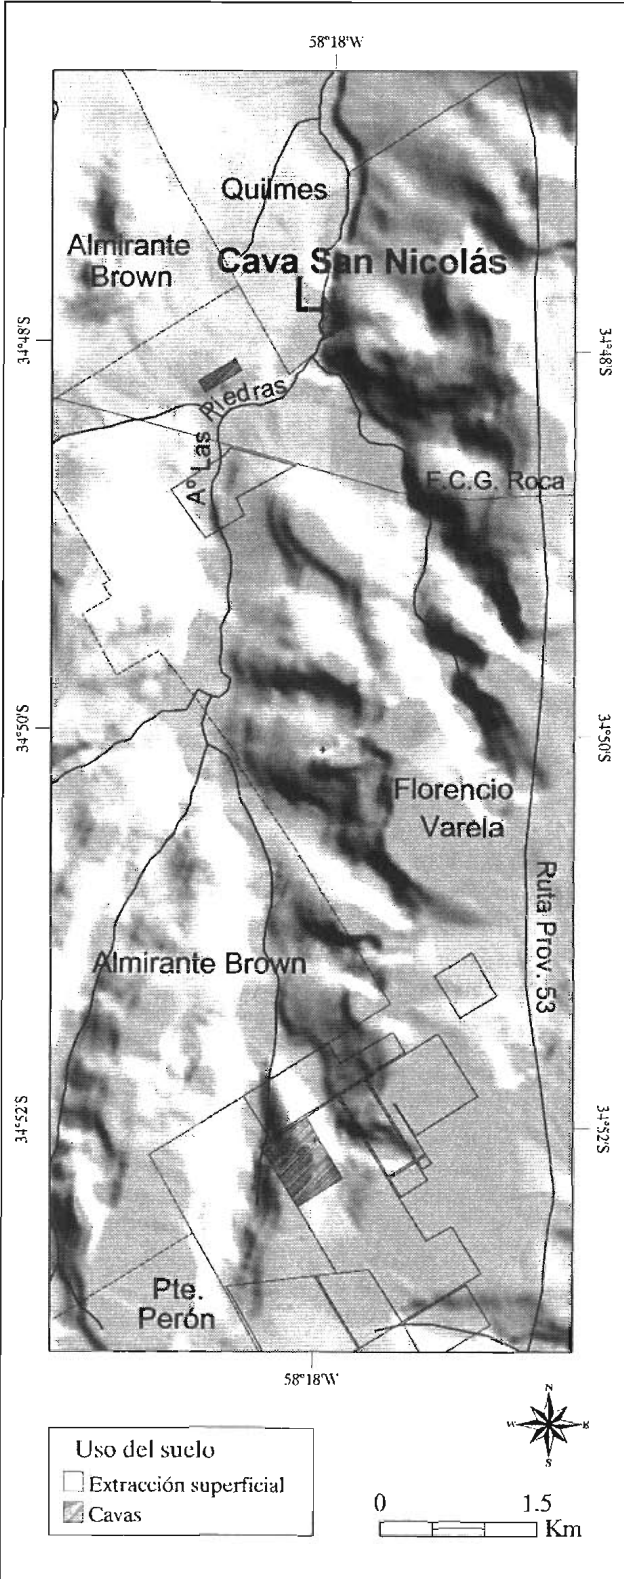 58°18'W
Quilmes
Almirante
Brown
Cava San Nicolás
34°48'S
34°48'S
Aº Las Piedras
F.C.G. Roca
34°50'S
34°50'S
Florencio
Varela
Ruta Prov. 53
Almirante Brown
34°52'S
34°52'S
Pte.
Perón
58°18'W
N
W
E
S
Uso del suelo
Extracción superficial
Cavas
0
1.5
Km